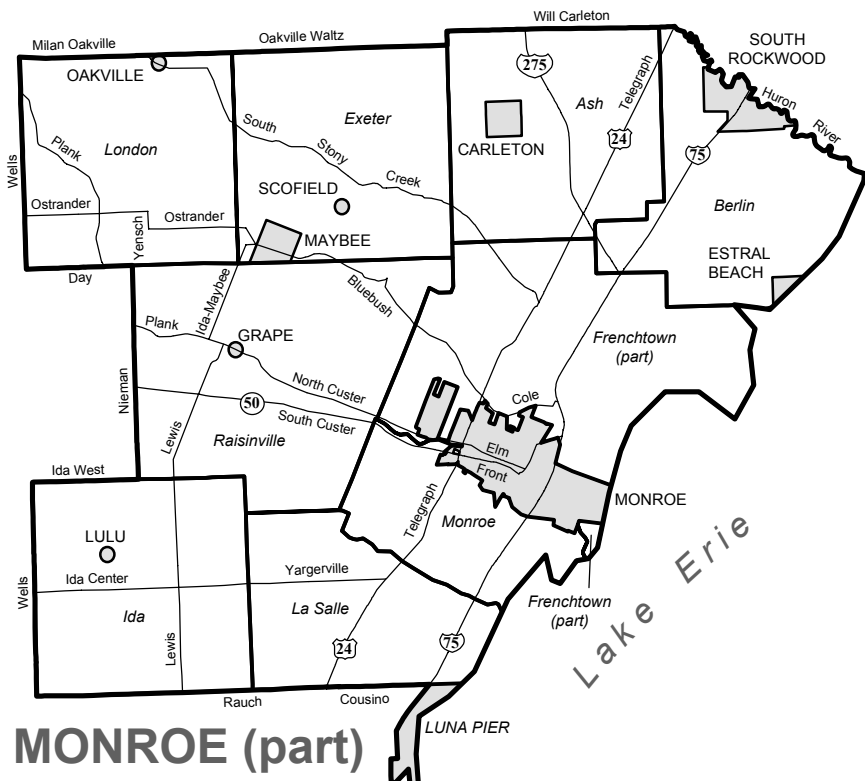 Will Carleton
Milan Oakville
Oakville Waltz
SOUTH
ROCKWOOD
OAKVILLE
275
Telegraph
Ash
Huron
River
Exeter
South
Stony
Creek
24
CARLETON
75
Plank
London
Wells
SCOFIELD
Berlin
Ostrander
Ostrander
Yensch
MAYBEE
ESTRAL
BEACH
Day
Ida-Maybee
Bluebush
Plank
GRAPE
Frenchtown
(part)
Nieman
North Custer
50
South Custer
Cole
Lewis
Raisinville
Elm
Front
Ida West
MONROE
Telegraph
Monroe
LULU
Lake Erie
Ida Center
Yargerville
Wells
Ida
La Salle
Frenchtown
(part)
Lewis
24
75
Rauch
Cousino
LUNA PIER
MONROE (part)